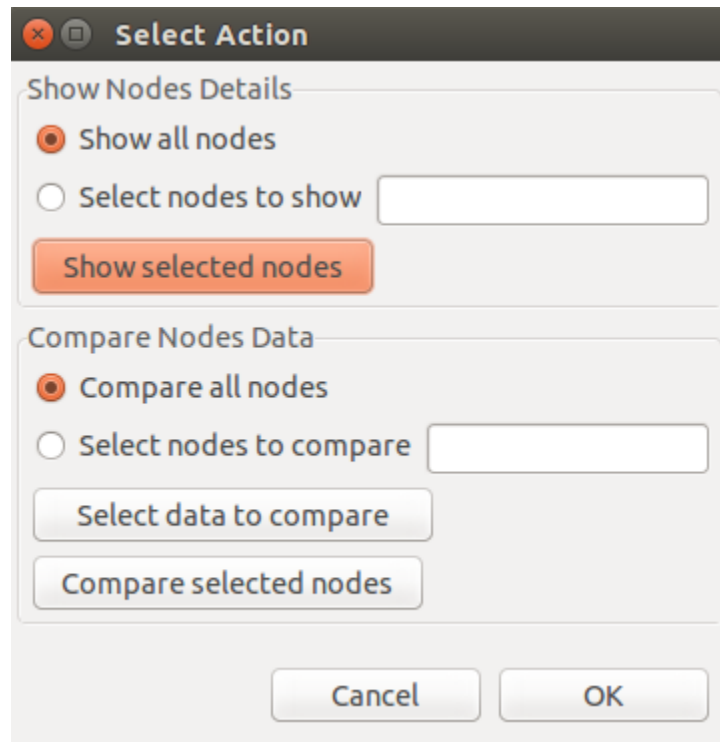 Select Action
Show Nodes Details
Show all nodes
Select nodes to show
Show selected nodes
Compare Nodes Data
Compare all nodes
Select nodes to compare
Select data to compare
Compare selected nodes
Cancel OK